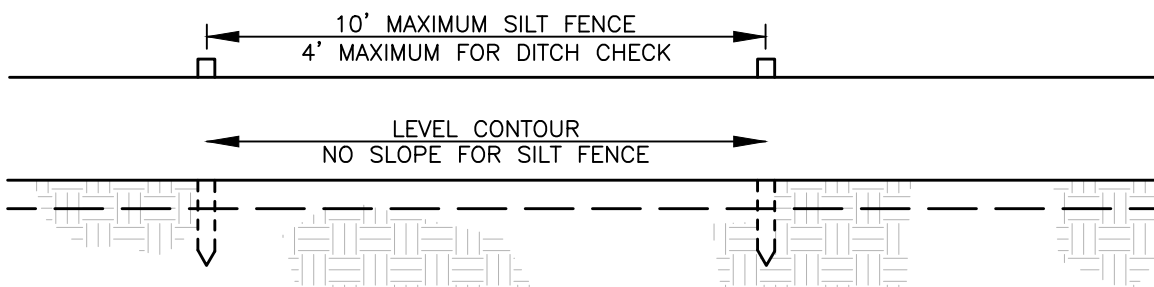 10' MAXIMUM SILT FENCE
4' MAXIMUM FOR DITCH CHECK
LEVEL CONTOUR
NO SLOPE FOR SILT FENCE